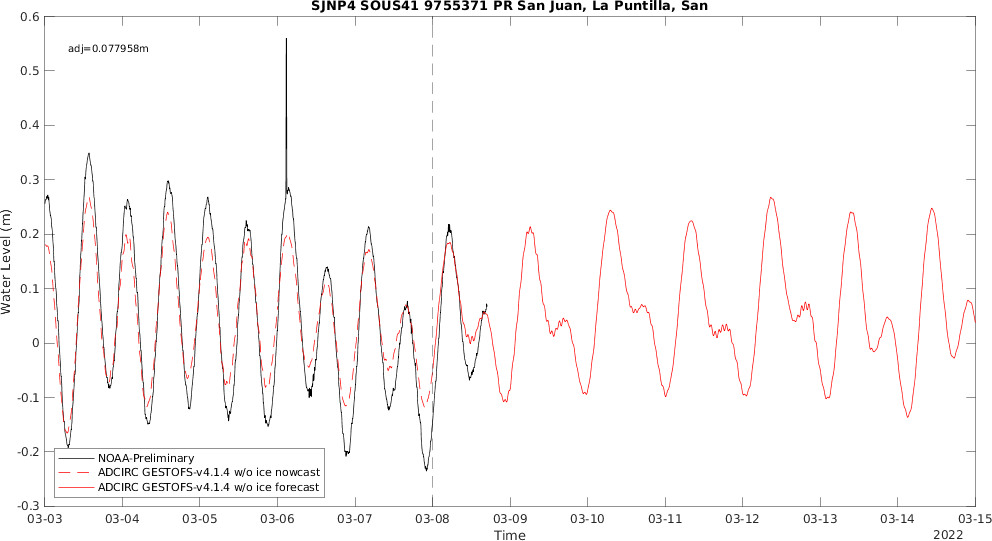 SJNP4 SOUS41 9755371 PR San Juan, La Puntilla, San
adj=0.077958m
0.6
0.5
0.4
0.3
0.2
0.1
0
-0.1
-0.2
-0.3
Water Level (m)
NOAA-Preliminary
ADCIRC GESTOFS-v4.1.4 w/o ice nowcast
ADCIRC GESTOFS-v4.1.4 w/o ice forecast
03-03 03-04 03-05 03-06 03-07 03-08 03-09 03-10 03-11 03-12 03-13 03-14 03-15
Time
2022